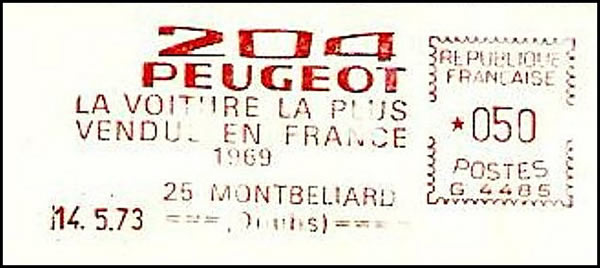 204
PEUGEOT
LA VOITURE LA PLUS
VENDUE EN FRANCE
1969
25 MONTBELIARD
14.5.73 === (Doubs) ====
REPUBLIQUE
FRANÇAISE
*050
POSTES
G 4485